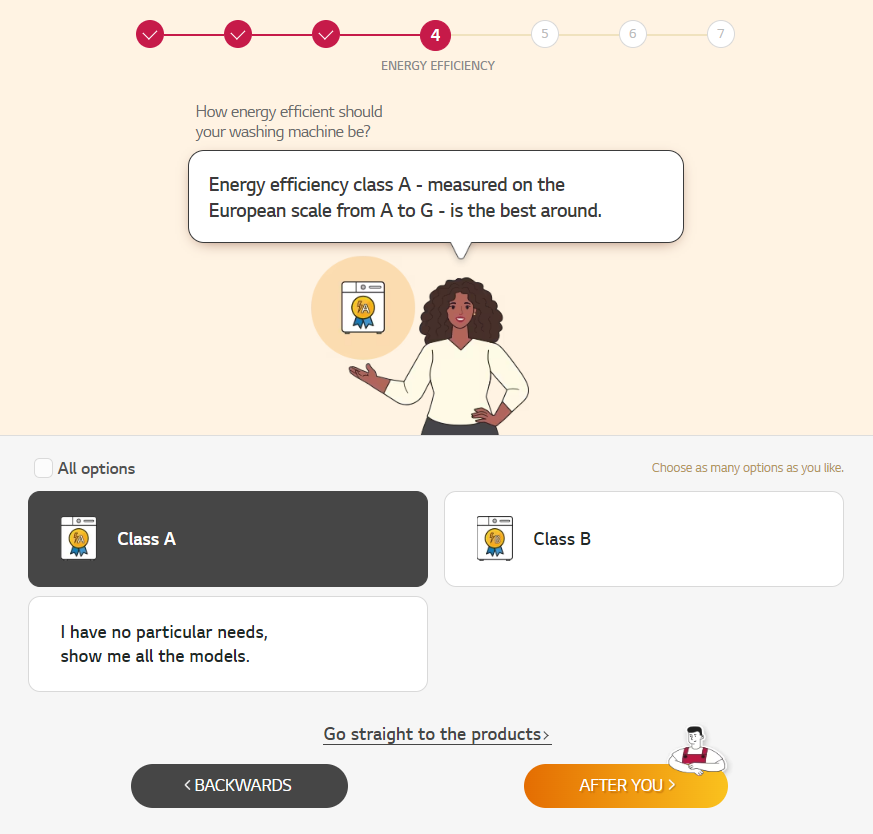 4
5
6
7
ENERGY EFFICIENCY
How energy efficient should
your washing machine be?
Energy efficiency class A - measured on the
European scale from A to G - is the best around.
A
All options
Choose as many options as you like.
Class A
Class B
I have no particular needs,
show me all the models.
Go straight to the products>
< BACKWARDS
AFTER YOU >